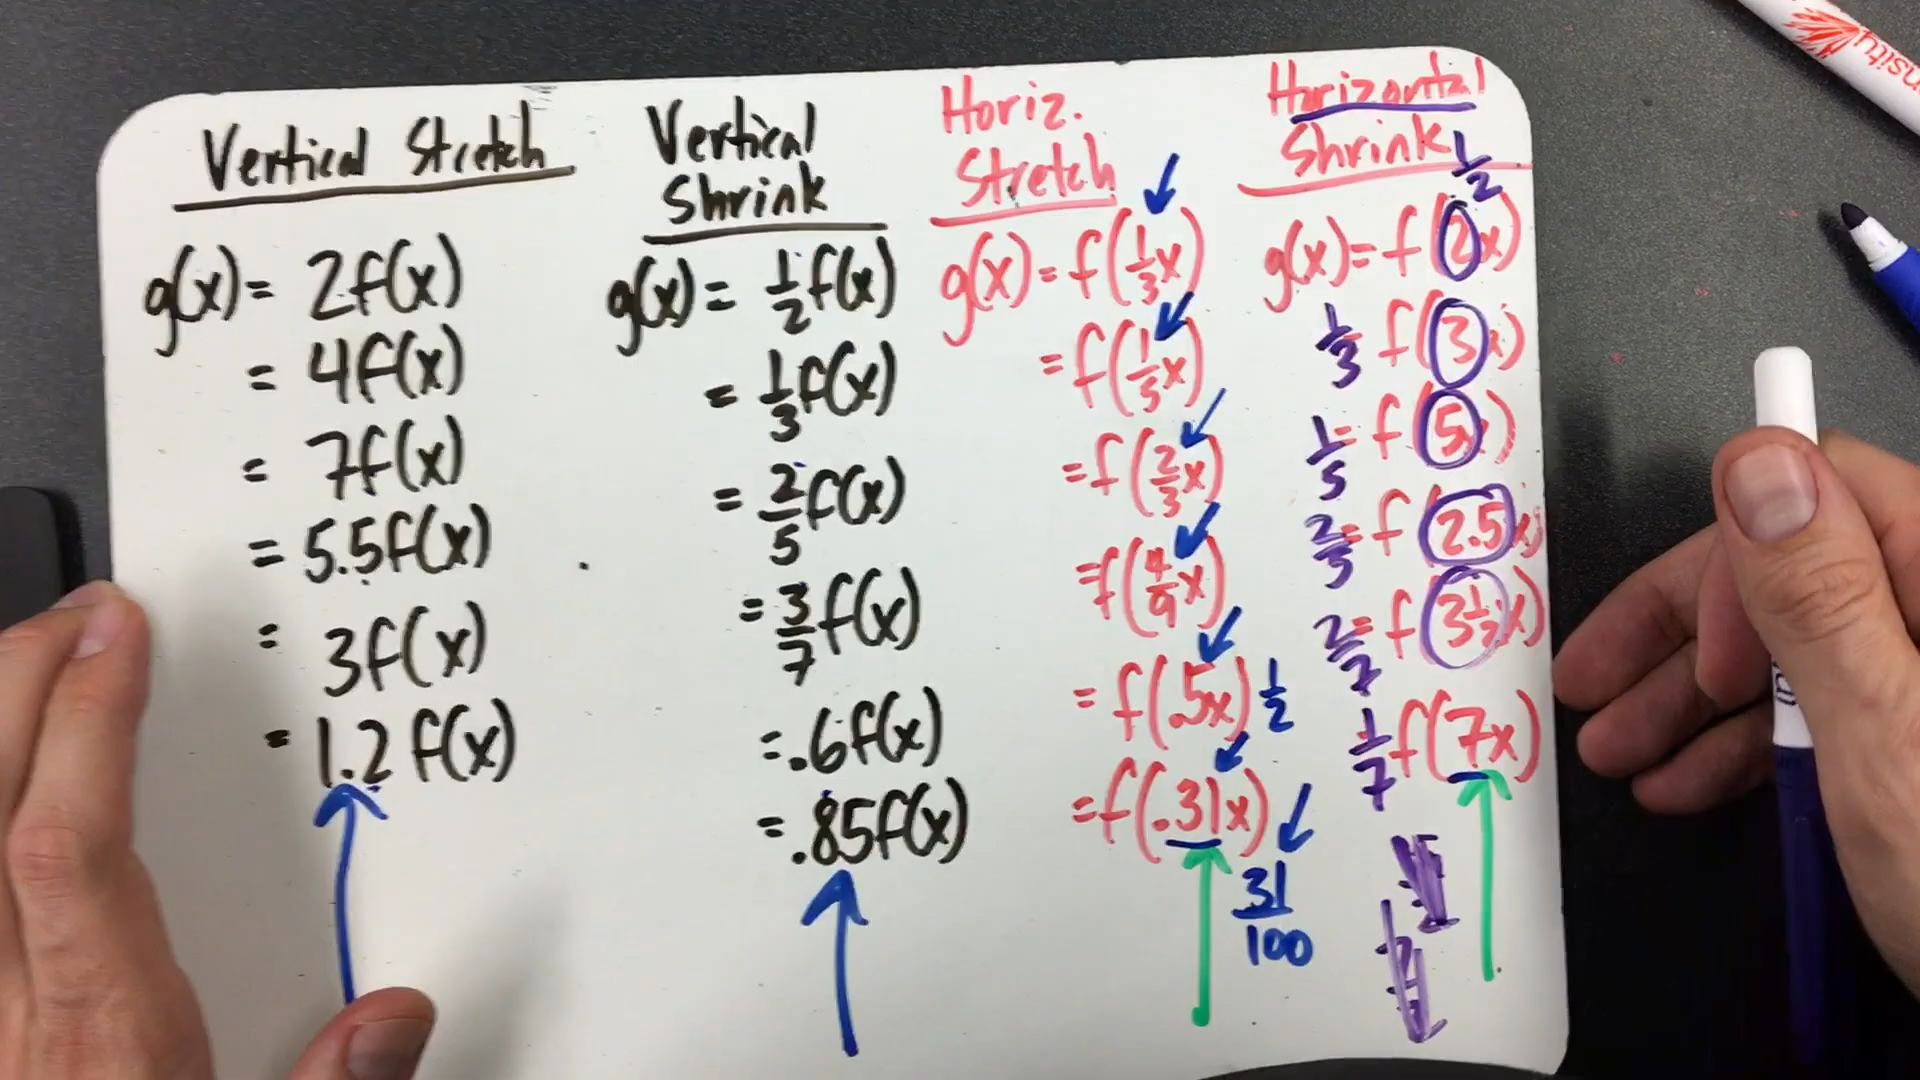 Vertical Stretch
g(x) = 2f(x)
= 4f(x)
= 7f(x)
= 5.5f(x)
= 3f(x)
= 1.2 f(x)
Vertical
Shrink
g(x) = 1/2 f(x)
= 1/3 f(x)
= 2/5 f(x)
= 3/7 f(x)
= .6f(x)
= .85f(x)
Horiz.
Stretch
g(x) = f(1/3 x)
= f(1/5 x)
= f(2/3 x)
= f(4/9 x)
= f(.5x) 1/2
= f(.31x)
31/100
Horizontal
Shrink 1/2
g(x) = f(2x)
1/3 f(3x)
1/5 = f(5x)
2/5 = f(2.5x)
= f(3 1/2 x)
1/7 f(7x)
nsity